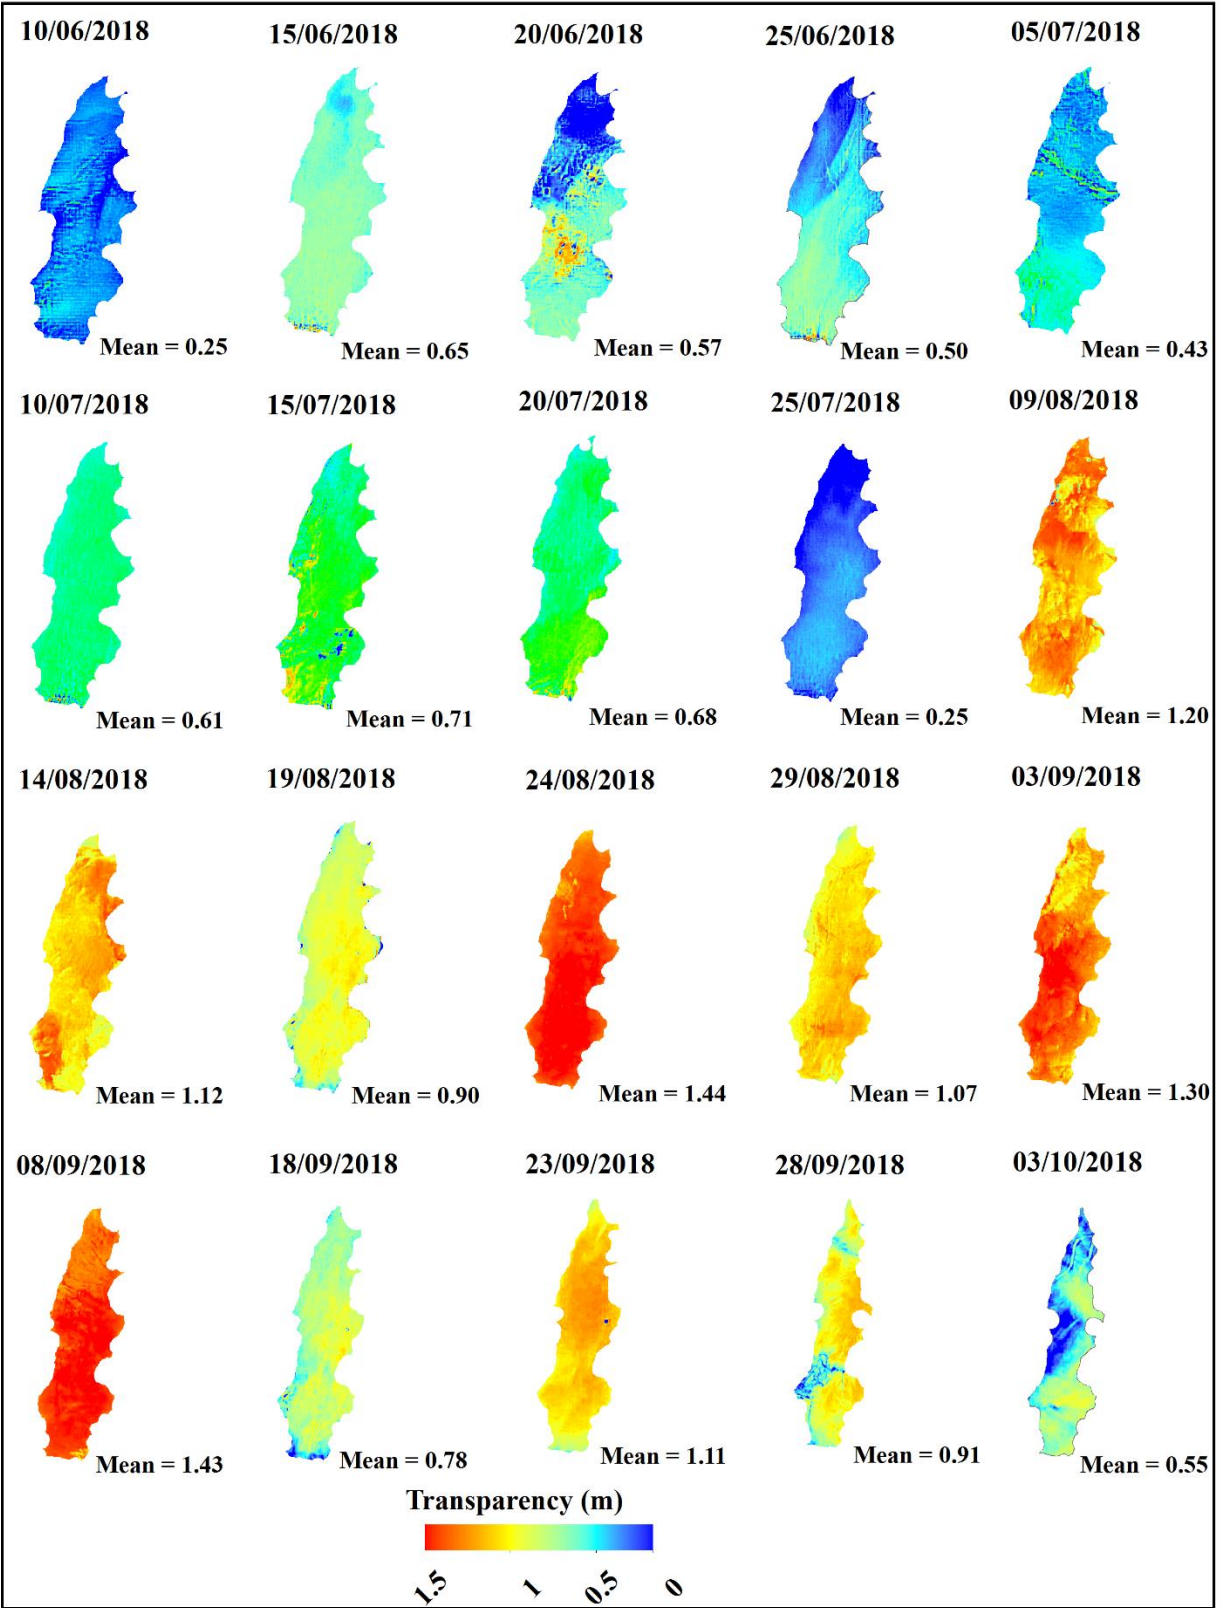 10/06/2018 15/06/2018 20/06/2018 25/06/2018 05/07/2018
Mean = 0.25 Mean = 0.65 Mean = 0.57 Mean = 0.50 Mean = 0.43
10/07/2018 15/07/2018 20/07/2018 25/07/2018 09/08/2018
Mean = 0.61 Mean = 0.71 Mean = 0.68 Mean = 0.25 Mean = 1.20
14/08/2018 19/08/2018 24/08/2018 29/08/2018 03/09/2018
Mean = 1.12 Mean = 0.90 Mean = 1.44 Mean = 1.07 Mean = 1.30
08/09/2018 18/09/2018 23/09/2018 28/09/2018 03/10/2018
Mean = 1.43 Mean = 0.78 Mean = 1.11 Mean = 0.91 Mean = 0.55
Transparency (m)
1.5 1 0.5 0